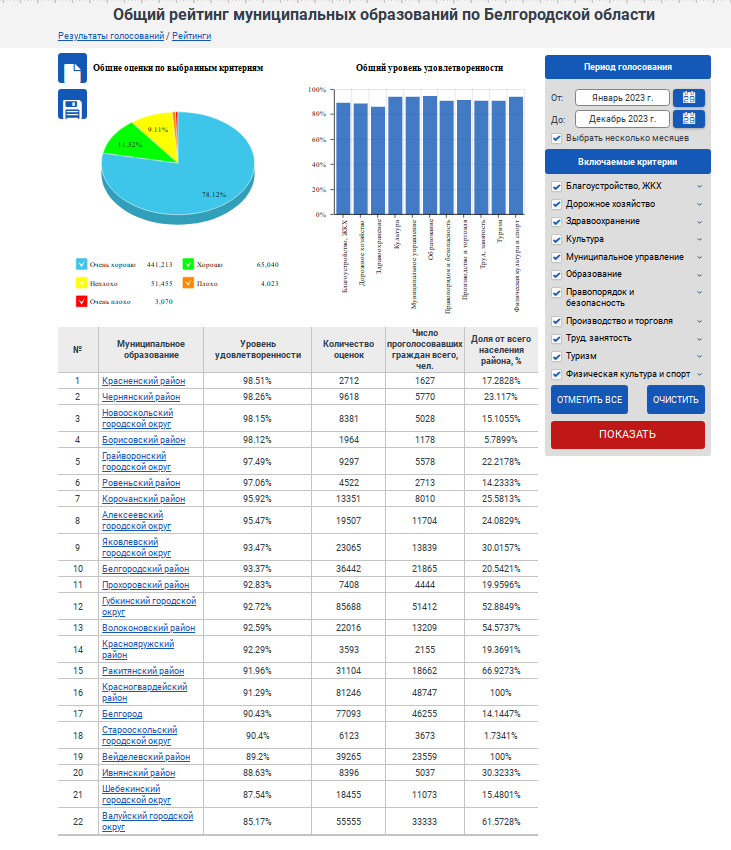 Общий рейтинг муниципальных образований по Белгородской области
Результаты голосований / Рейтинги
Общие оценки по выбранным критериям
78.12%
11.52%
9.11%
Очень хорошо 441,213 Хорошо 65,040
Неплохо 51,455 Плохо 4,023
Очень плохо 3,070
Общий уровень удовлетворенности
100%
80%
60%
40%
20%
0%
Благоустройство, ЖКХ
Дорожное хозяйство
Здравоохранение
Культура
Муниципальное управление
Образование
Правопорядок и безопасность
Производство и торговля
Труд, занятость
Туризм
Физическая культура и спорт
Период голосования
От: Январь 2023 г.
До: Декабрь 2023 г.
Выбрать несколько месяцев
Включаемые критерии
Благоустройство, ЖКХ
Дорожное хозяйство
Здравоохранение
Культура
Муниципальное управление
Образование
Правопорядок и
безопасность
Производство и торговля
Труд, занятость
Туризм
Физическая культура и спорт
ОТМЕТИТЬ ВСЕ ОЧИСТИТЬ
ПОКАЗАТЬ
№ Муниципальное образование Уровень удовлетворенности Количество оценок Число проголосовавших граждан всего, чел. Доля от всего населения района, %
1 Красненский район 98.51% 2712 1627 17.2828%
2 Чернянский район 98.26% 9618 5770 23.117%
3 Новооскольский городской округ 98.15% 8381 5028 15.1055%
4 Борисовский район 98.12% 1964 1178 5.7899%
5 Грайворонский городской округ 97.49% 9297 5578 22.2178%
6 Ровеньский район 97.06% 4522 2713 14.2333%
7 Корочанский район 95.92% 13351 8010 25.5813%
8 Алексеевский городской округ 95.47% 19507 11704 24.0829%
9 Яковлевский городской округ 93.47% 23065 13839 30.0157%
10 Белгородский район 93.37% 36442 21865 20.5421%
11 Прохоровский район 92.83% 7408 4444 19.9596%
12 Губкинский городской округ 92.72% 85688 51412 52.8849%
13 Волоконовский район 92.59% 22016 13209 54.5737%
14 Краснояружский район 92.29% 3593 2155 19.3691%
15 Ракитянский район 91.96% 31104 18662 66.9273%
16 Красногвардейский район 91.29% 81246 48747 100%
17 Белгород 90.43% 77093 46255 14.1447%
18 Старооскольский городской округ 90.4% 6123 3673 1.7341%
19 Вейделевский район 89.2% 39265 23559 100%
20 Ивнянский район 88.63% 8396 5037 30.3233%
21 Шебекинский городской округ 87.54% 18455 11073 15.4801%
22 Валуйский городской округ 85.17% 55555 33333 61.5728%